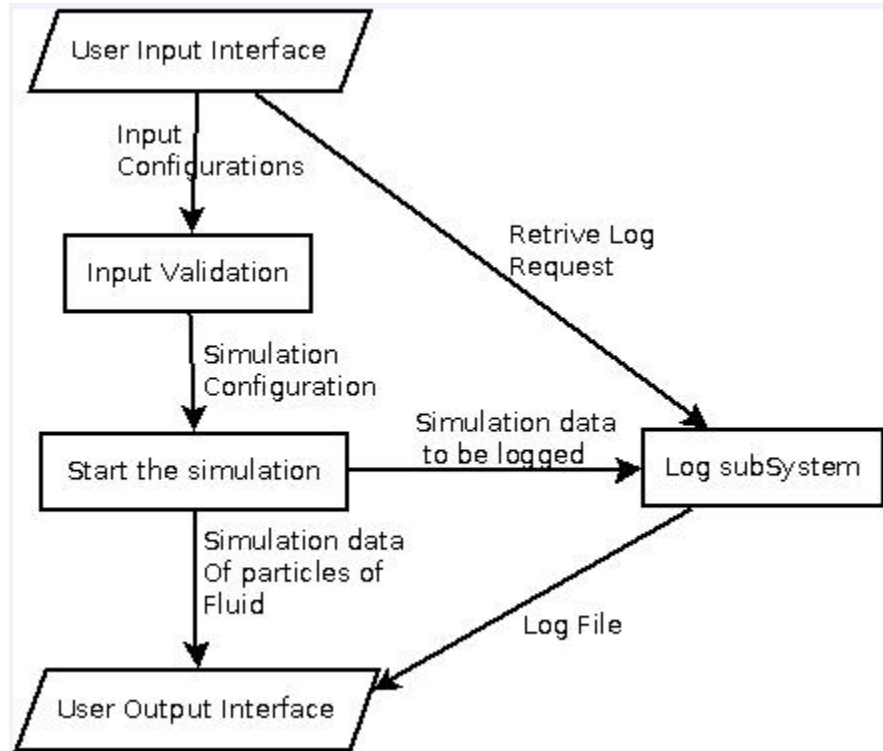 User Input Interface
Input
Configurations
Retrive Log
Request
Input Validation
Simulation
Configuration
Simulation data
to be logged
Start the simulation
Log subSystem
Simulation data
Of particles of
Fluid
Log File
User Output Interface